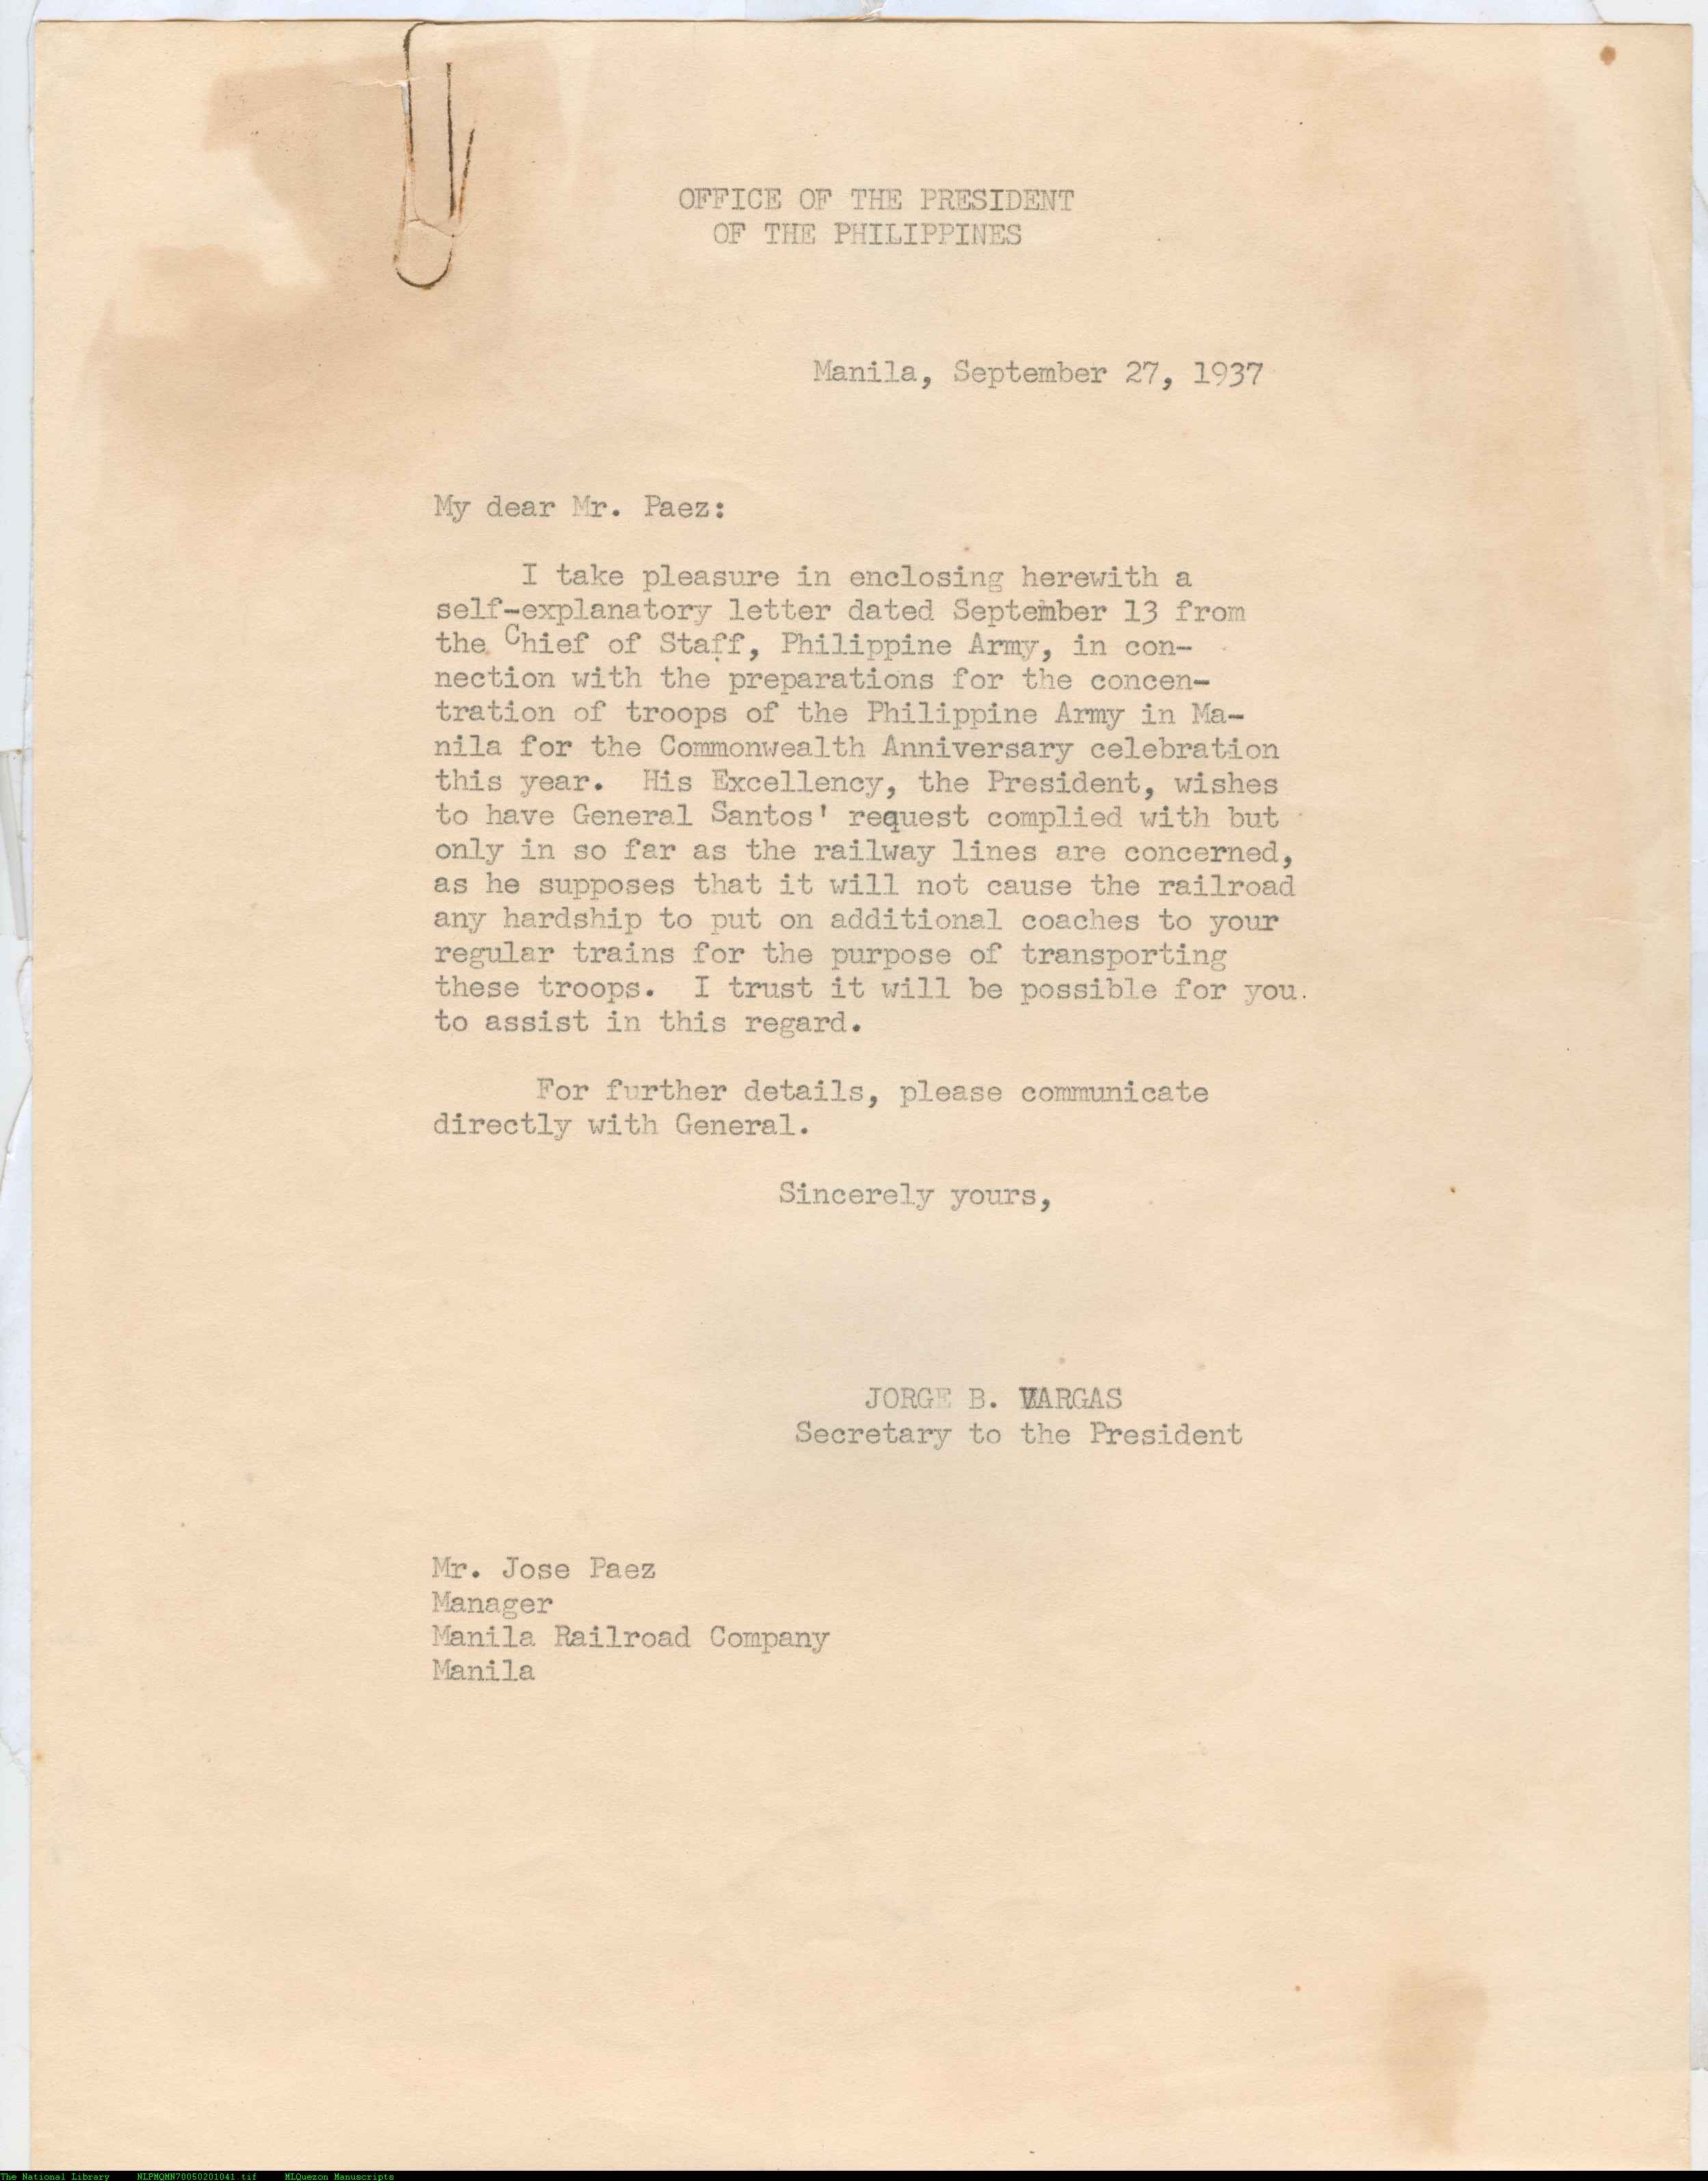 OFFICE OF THE PRESIDENT
OF THE PHILIPPINES
Manila, September 27, 1937
My dear Mr. Paez:
I take pleasure in enclosing herewith a
self-explanatory letter dated September 13 from
the Chief of Staff, Philippine Army, in con-
nection with the preparations for the concen-
tration of troops of the Philippine Army in Ma-
nila for the Commonwealth Anniversary celebration
this year. His Excellency, the President, wishes
to have General Santos' request complied with but
only in so far as the railway lines are concerned,
as he supposes that it will not cause the railroad
any hardship to put on additional coaches to your
regular trains for the purpose of transporting
these troops. I trust it will be possible for you.
to assist in this regard.
For further details, please communicate
directly with General.
Sincerely yours,
JORGE B. VARGAS
Secretary to the President
Mr. Jose Paez
Manager
Manila Railroad Company
Manila
The National Library NLPMQMN70050201041.tif MLQuezon Manuscripts